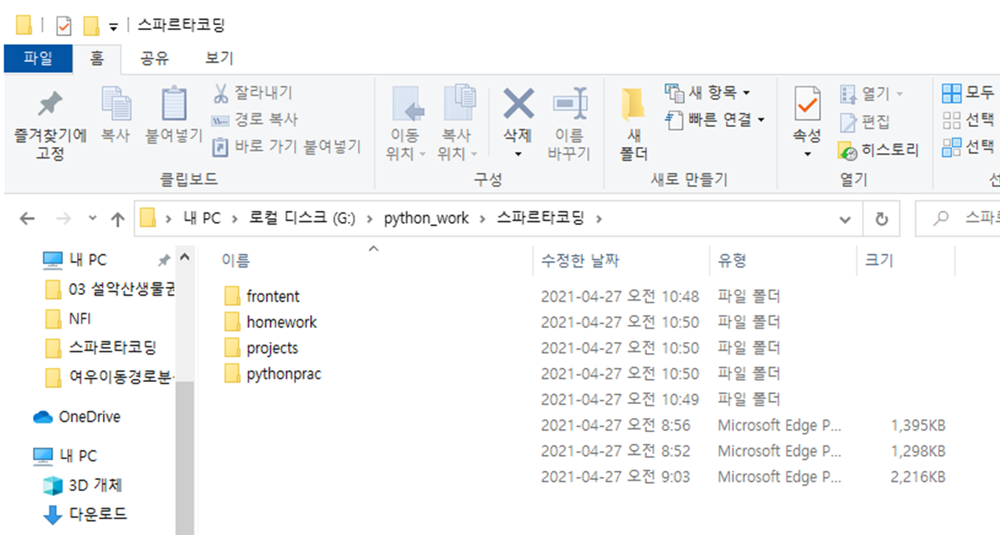 스파르타코딩
파일 홈 공유 보기
즐겨찾기에 고정
복사
붙여넣기
잘라내기
경로 복사
바로 가기 붙여넣기
클립보드
이동 위치
복사 위치
삭제
이름 바꾸기
구성
새 폴더
새 항목
빠른 연결
새로 만들기
속성
열기
편집
히스토리
열기
모두
선택
선택
내 PC › 로컬 디스크 (G:) › python_work › 스파르타코딩 ›
내 PC
03 설악산생물권
NFI
스파르타코딩
여우이동경로분
OneDrive
내 PC
3D 개체
다운로드
이름 수정한 날짜 유형 크기
frontent 2021-04-27 오전 10:48 파일 폴더
homework 2021-04-27 오전 10:50 파일 폴더
projects 2021-04-27 오전 10:50 파일 폴더
pythonprac 2021-04-27 오전 10:50 파일 폴더
2021-04-27 오전 10:49 파일 폴더
2021-04-27 오전 8:56 Microsoft Edge P... 1,395KB
2021-04-27 오전 8:52 Microsoft Edge P... 1,298KB
2021-04-27 오전 9:03 Microsoft Edge P... 2,216KB